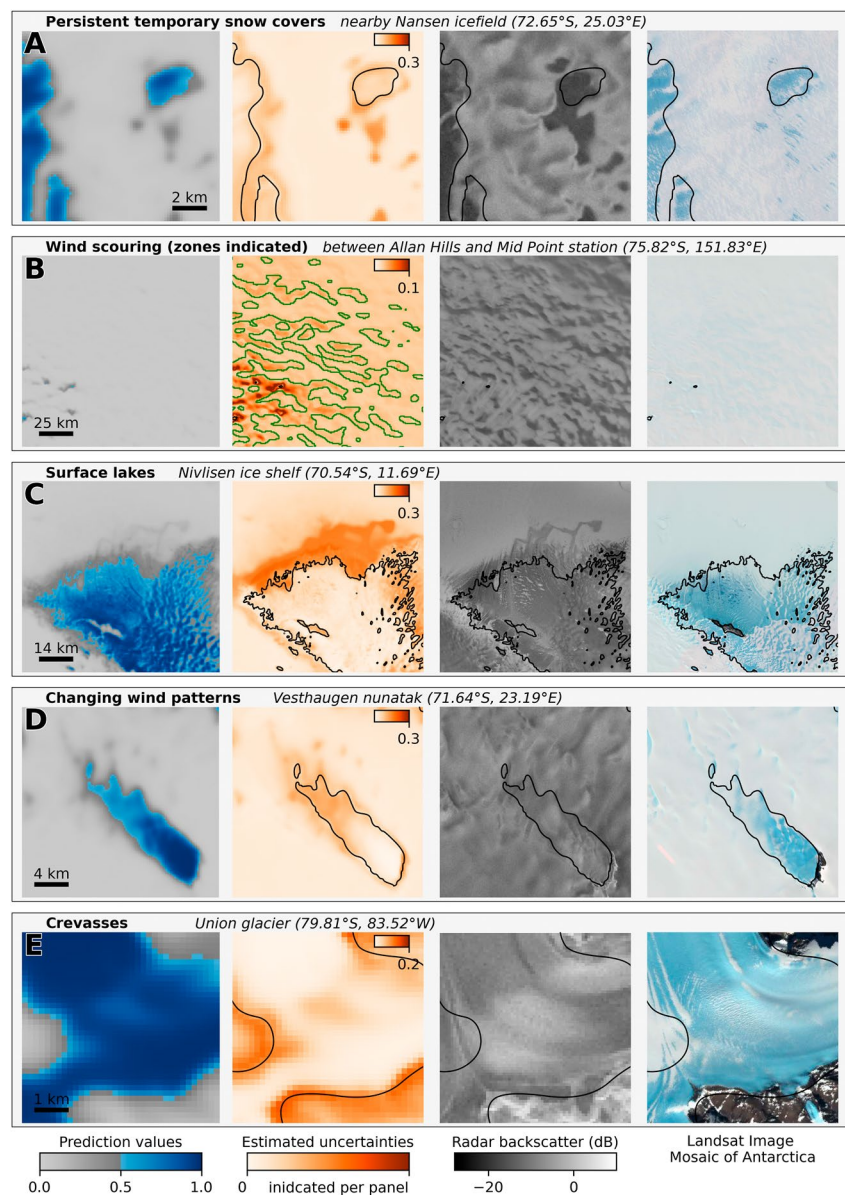 Persistent temporary snow covers nearby Nansen icefield (72.65°S, 25.03°E)
A
0.3
2 km
Wind scouring (zones indicated) between Allan Hills and Mid Point station (75.82°S, 151.83°E)
B
0.1
25 km
Surface lakes Nivlisen ice shelf (70.54°S, 11.69°E)
C
0.3
14 km
Changing wind patterns Vesthaugen nunatak (71.64°S, 23.19°E)
D
0.3
4 km
Crevasses Union glacier (79.81°S, 83.52°W)
E
0.2
1 km
Prediction values Estimated uncertainties Radar backscatter (dB) Landsat Image
Mosaic of Antarctica
0.0 0.5 1.0 0 inidcated per panel −20 0